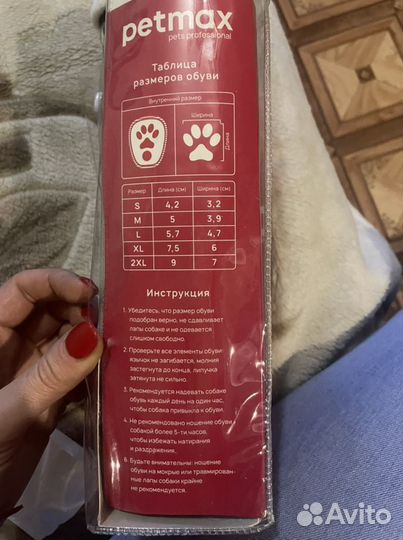 petmax
pets professional
Таблица
размеров обуви
Внутренний размер
Ширина
Длина
Размер Длина (см) Ширина (см)
S 4,2 3,2
M 5 3,9
L 5,7 4,7
XL 7,5 6
2XL 9 7
Инструкция
1. Убедитесь, что размер обуви
подобран верно, не сдавливает
лапы собаке и не одевается
слишком свободно.
2. Проверьте все элементы обуви:
язычок не загибается, молния
застегнута до конца, липучка
затянута не сильно.
3. Рекомендуется надевать собаке
обувь каждый день на один час,
чтобы собака привыкла к обуви.
4. Не рекомендовано ношение обуви
собакой более 5-ти часов,
чтобы избежать натирания
и раздражения.
6. Будьте внимательны: ношение
обуви на мокрые или травмирован-
ные лапы собаки крайне
не рекомендуется.
Avito